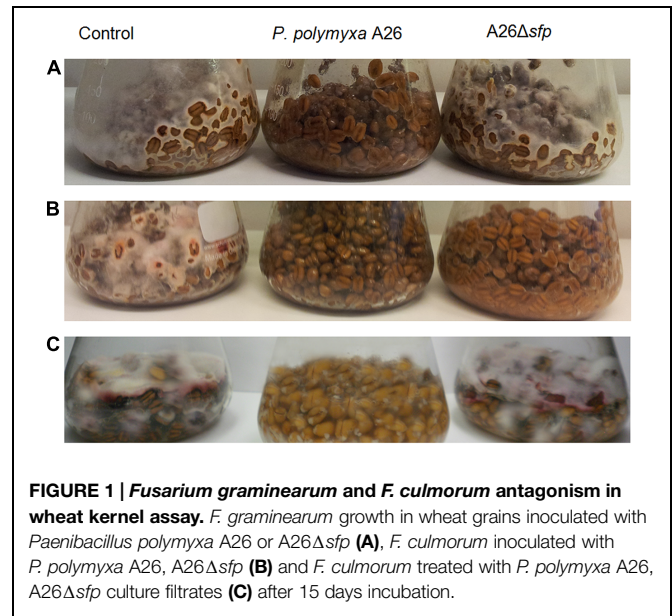 Control P. polymyxa A26 A26Δsfp
A
B
C
FIGURE 1 | Fusarium graminearum and F. culmorum antagonism in
wheat kernel assay. F. graminearum growth in wheat grains inoculated with
Paenibacillus polymyxa A26 or A26Δsfp (A), F. culmorum inoculated with
P. polymyxa A26, A26Δsfp (B) and F. culmorum treated with P. polymyxa A26,
A26Δsfp culture filtrates (C) after 15 days incubation.